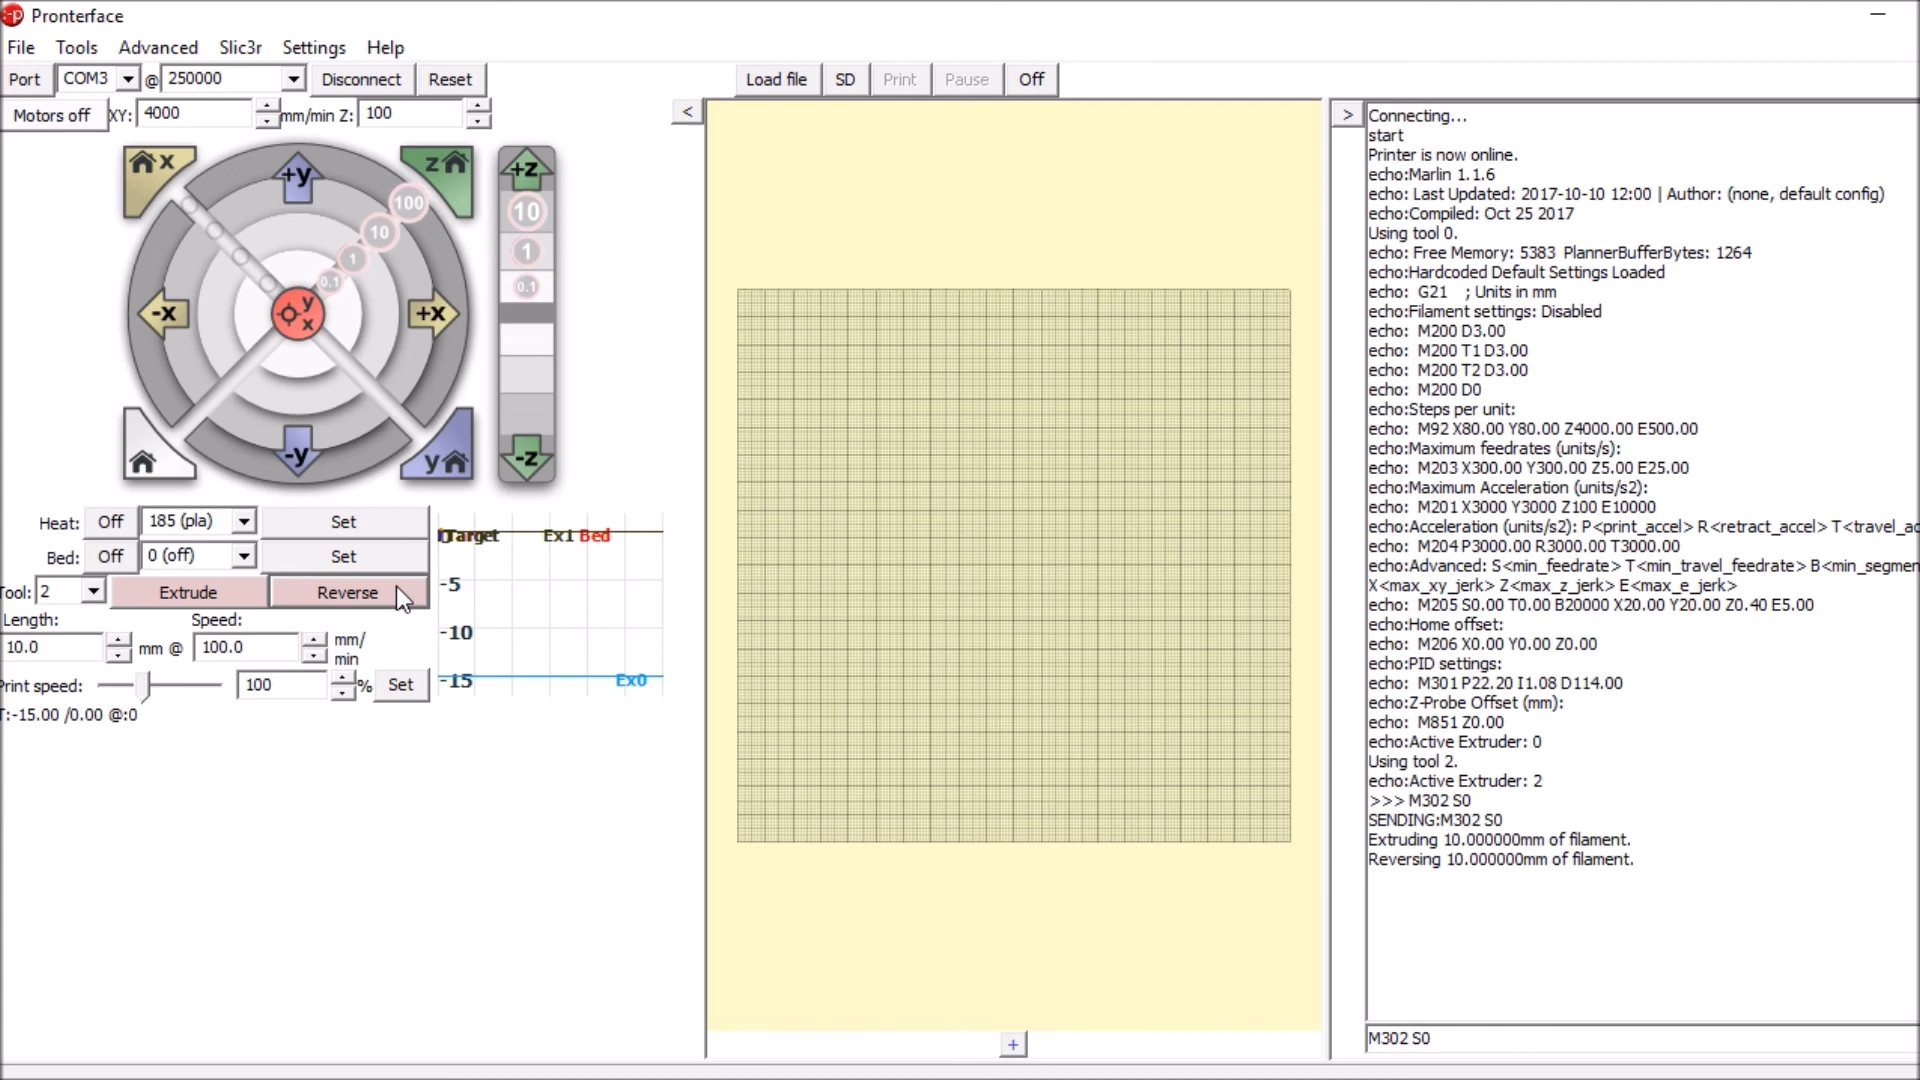 Pronterface
File Tools Advanced Slic3r Settings Help
Port COM3 @ 250000 Disconnect Reset Load file SD Print Pause Off
Motors off XY: 4000 mm/min Z: 100
<
>
x z
+y
100
10
1
0.1
-x y x +x
-y
y
+z
10
1
0.1
-z
Heat: Off 185 (pla) Set
Bed: Off 0 (off) Set
Tool: 2 Extrude Reverse
Length: Speed:
10.0 mm @ 100.0 mm/min
Print speed: 100 % Set
T:-15.00 /0.00 @:0
Target Ex1 Bed
-5
-10
-15 Ex0
+
Connecting...
start
Printer is now online.
echo:Marlin 1.1.6
echo: Last Updated: 2017-10-10 12:00 | Author: (none, default config)
echo:Compiled: Oct 25 2017
Using tool 0.
echo: Free Memory: 5383 PlannerBufferBytes: 1264
echo:Hardcoded Default Settings Loaded
echo: G21 ; Units in mm
echo:Filament settings: Disabled
echo: M200 D3.00
echo: M200 T1 D3.00
echo: M200 T2 D3.00
echo: M200 D0
echo:Steps per unit:
echo: M92 X80.00 Y80.00 Z4000.00 E500.00
echo:Maximum feedrates (units/s):
echo: M203 X300.00 Y300.00 Z5.00 E25.00
echo:Maximum Acceleration (units/s2):
echo: M201 X3000 Y3000 Z100 E10000
echo:Acceleration (units/s2): P<print_accel> R<retract_accel> T<travel_ac
echo: M204 P3000.00 R3000.00 T3000.00
echo:Advanced: S<min_feedrate> T<min_travel_feedrate> B<min_segmen
X<max_xy_jerk> Z<max_z_jerk> E<max_e_jerk>
echo: M205 S0.00 T0.00 B20000 X20.00 Y20.00 Z0.40 E5.00
echo:Home offset:
echo: M206 X0.00 Y0.00 Z0.00
echo:PID settings:
echo: M301 P22.20 I1.08 D114.00
echo:Z-Probe Offset (mm):
echo: M851 Z0.00
echo:Active Extruder: 0
Using tool 2.
echo:Active Extruder: 2
>>> M302 S0
SENDING:M302 S0
Extruding 10.000000mm of filament.
Reversing 10.000000mm of filament.
M302 S0